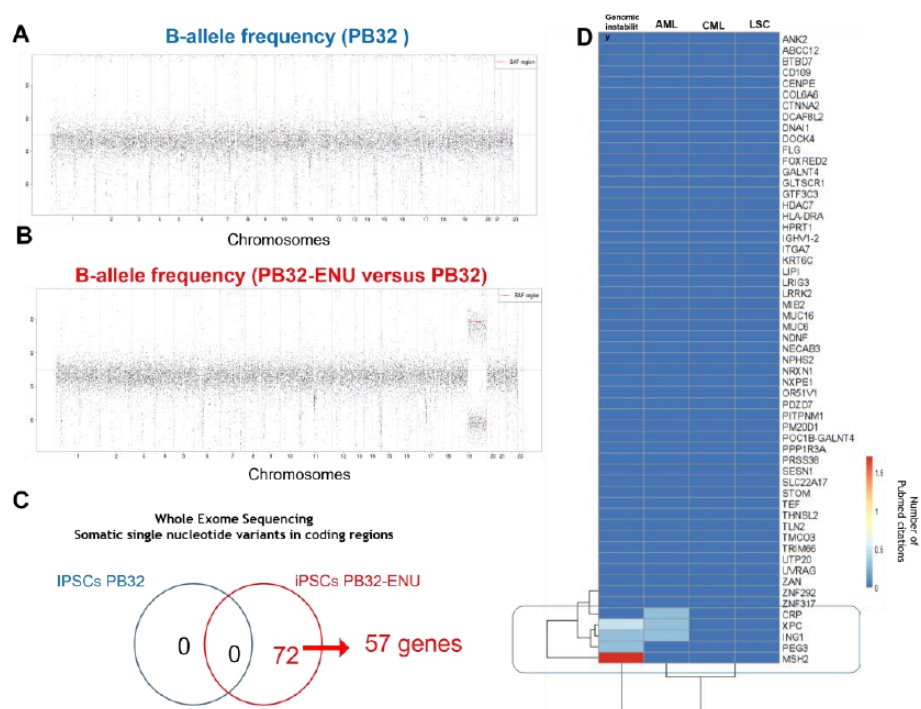 A
B-allele frequency (PB32 )
BAF region
1 2 3 4 5 6 7 8 9 10 11 12 13 14 15 16 17 18 19 20 21 23
Chromosomes
B
B-allele frequency (PB32-ENU versus PB32)
BAF region
1 2 3 4 5 6 7 8 9 10 11 12 13 14 15 16 17 18 19 20 21 23
Chromosomes
C
Whole Exome Sequencing
Somatic single nucleotide variants in coding regions
IPSCs PB32
iPSCs PB32-ENU
0
0
72
57 genes
D
Genomic
instabilit
y
AML
CML
LSC
ANK2
ABCC12
BTBD7
CD109
CENPE
COL6A6
CTNNA2
DCAF8L2
DNAI1
DOCK4
FLG
FOXRED2
GALNT4
GLTSCR1
GTF3C3
HDAC7
HLA-DRA
HPRT1
IGHV1-2
ITGA7
KRT6C
LIPI
LRIG3
LRRK2
MIB2
MUC16
MUC6
NDNF
NECAB3
NPHS2
NRXN1
NXPE1
OR51V1
PDZD7
PITPNM1
PM20D1
POC1B-GALNT4
PPP1R3A
PRSS38
SESN1
SLC22A17
STOM
TEF
THNSL2
TLN2
TMCO3
TRIM66
UTP20
UVRAG
ZAN
ZNF292
ZNF317
CRP
XPC
ING1
PEG3
MSH2
1.5
1
0.5
0
Number of
Pubmed citations